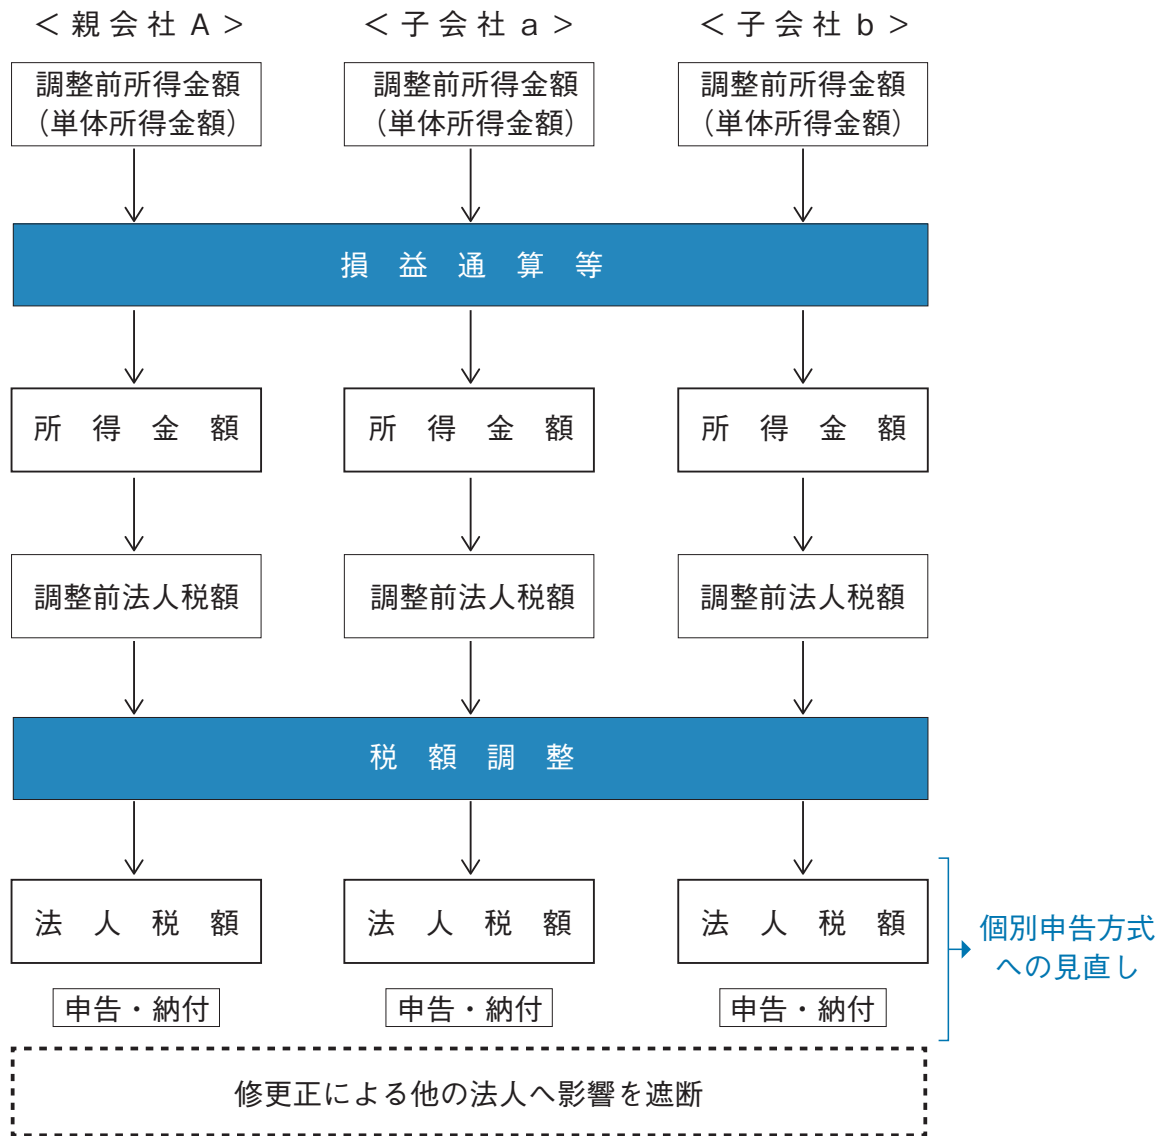 ＜親会社A＞
＜子会社a＞
＜子会社b＞
調整前所得金額
（単体所得金額）
調整前所得金額
（単体所得金額）
調整前所得金額
（単体所得金額）
損益通算等
所得金額
所得金額
所得金額
調整前法人税額
調整前法人税額
調整前法人税額
税額調整
法人税額
法人税額
法人税額
個別申告方式
への見直し
申告・納付
申告・納付
申告・納付
修更正による他の法人へ影響を遮断